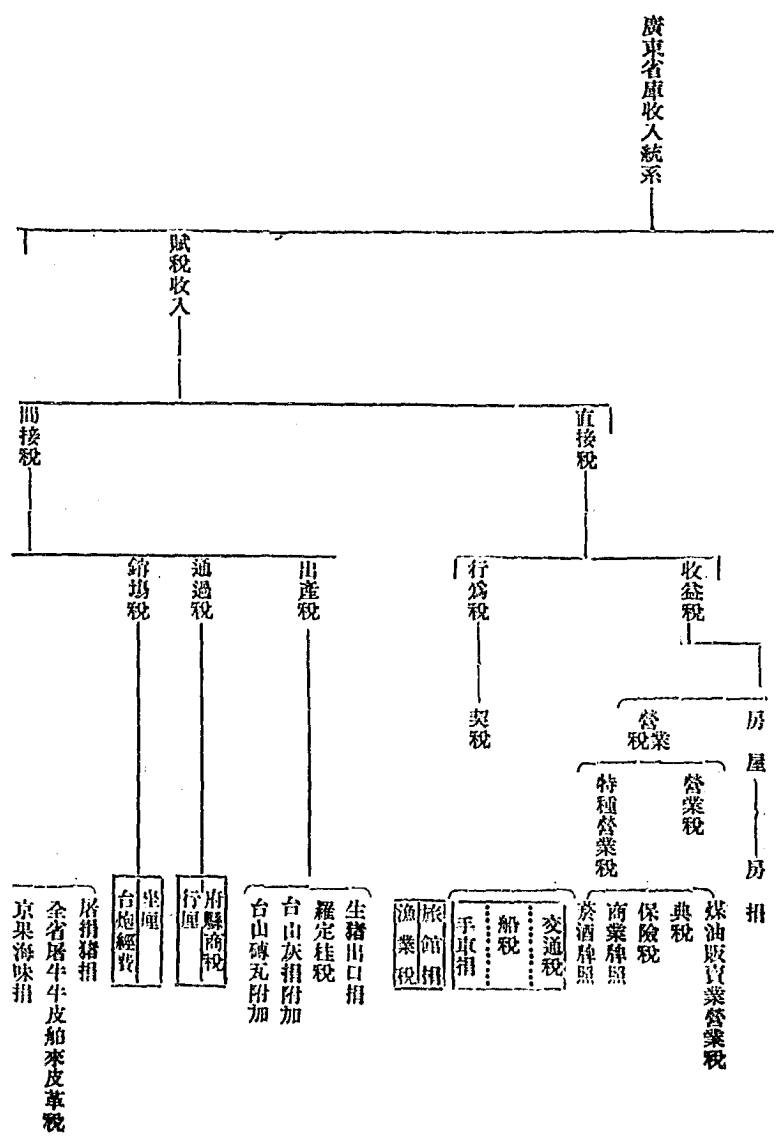 廣東省庫收入統系
賦稅收入
直接稅
間接稅
收益稅
行為稅
出產稅
通過稅
銷場稅
房屋
房捐
營業稅
營業稅
特種營業稅
契稅
煤油販賣業營業稅
典稅
保險稅
商業牌照
菸酒牌照
交通稅
船稅
手車捐
旅館捐
漁業稅
生豬出口捐
羅定桂稅
台山灰捐附加
台山磚瓦附加
府縣商稅
行厘
坐厘
台炮經費
屠捐猪捐
全省屠牛牛皮舶來皮革稅
京果海味捐